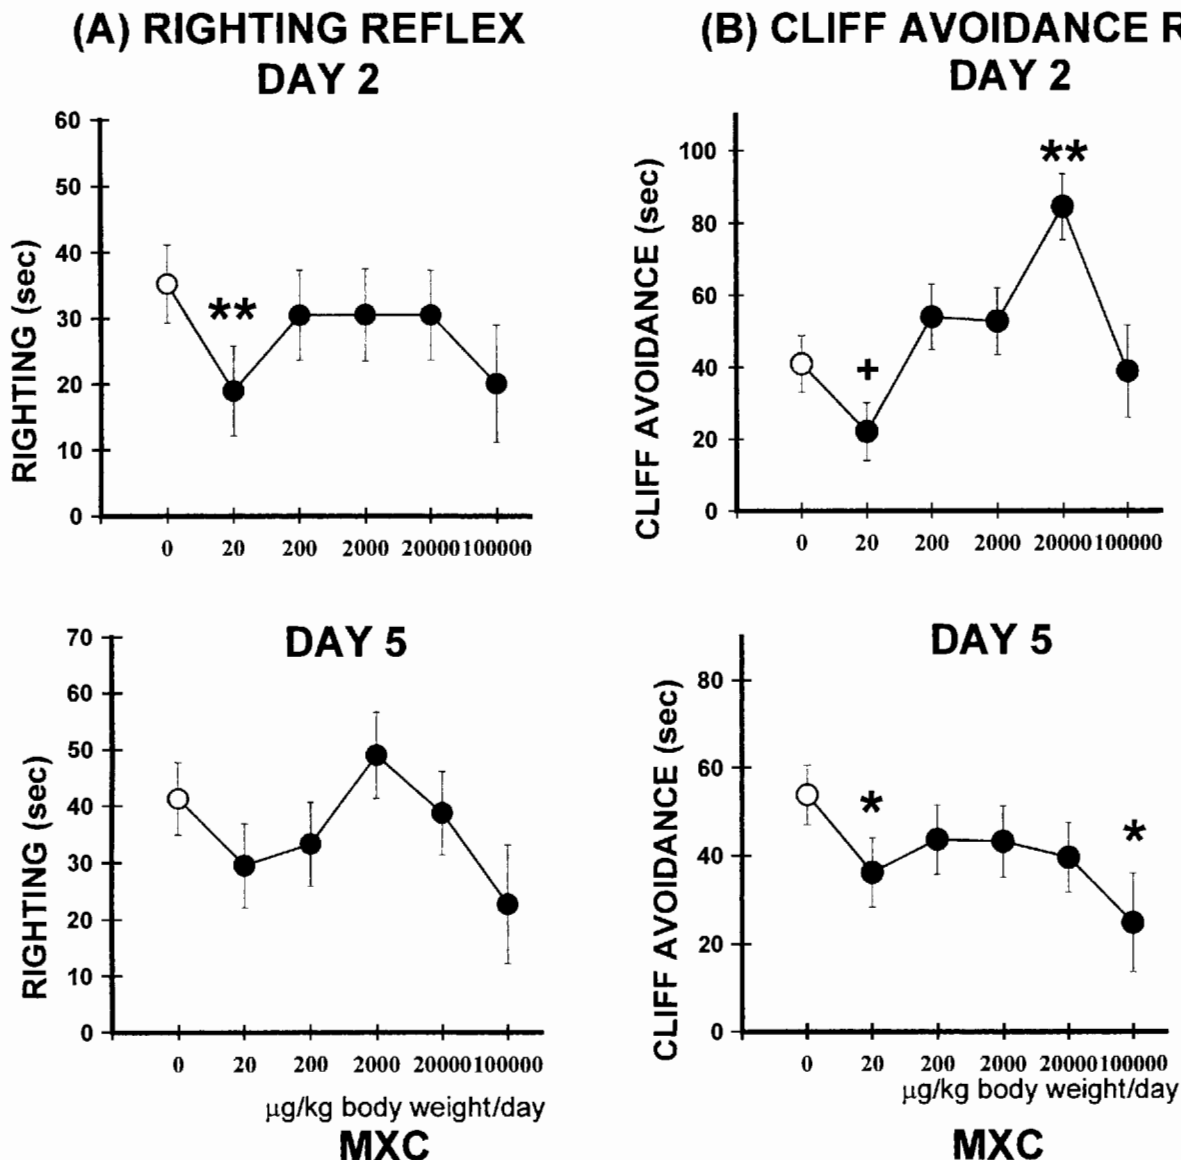 (A) RIGHTING REFLEX
DAY 2
60
50
40
30
20
10
0
RIGHTING (sec)
**
0 20 200 2000 20000 100000
(B) CLIFF AVOIDANCE R
DAY 2
100
80
60
40
20
0
CLIFF AVOIDANCE (sec)
+
**
0 20 200 2000 20000 100000
DAY 5
70
60
50
40
30
20
10
0
RIGHTING (sec)
0 20 200 2000 20000 100000
µg/kg body weight/day
MXC
DAY 5
80
60
40
20
0
CLIFF AVOIDANCE (sec)
*
*
0 20 200 2000 20000 100000
µg/kg body weight/day
MXC